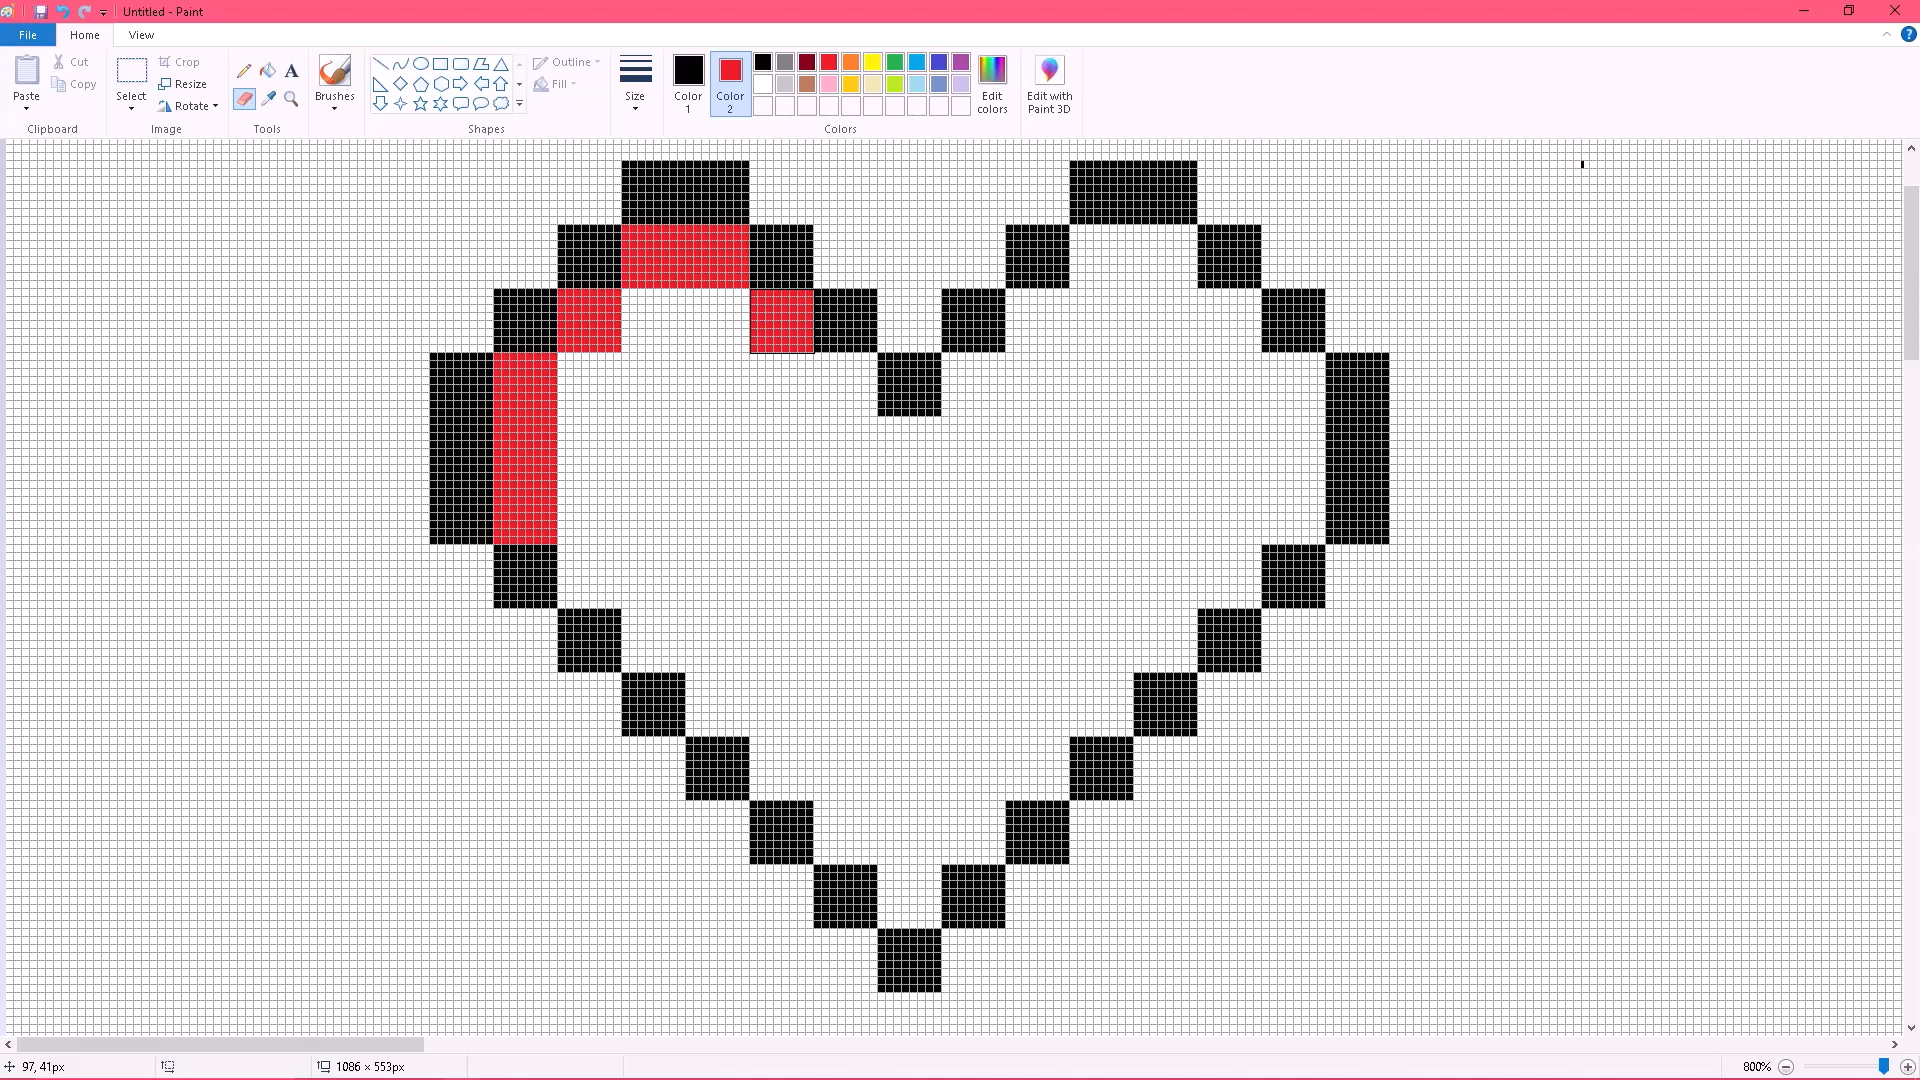 Untitled - Paint
File
Home
View
Paste
Cut
Copy
Clipboard
Select
Crop
Resize
Rotate
Image
A
Tools
Brushes
Shapes
Outline
Fill
Size
Color
1
Color
2
Edit
colors
Colors
Edit with
Paint 3D
97, 41px
1086 × 553px
800%